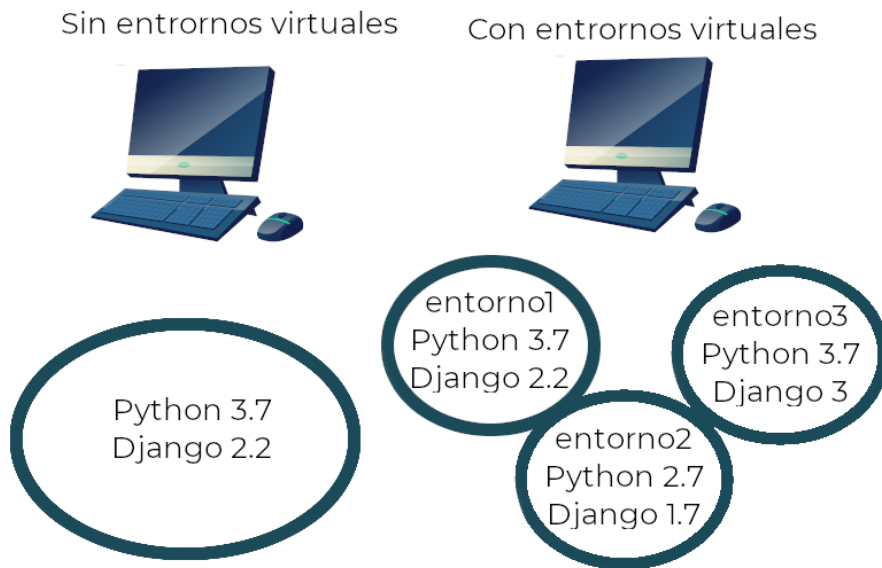 Sin entrornos virtuales
Con entrornos virtuales
Python 3.7
Django 2.2
entorno1
Python 3.7
Django 2.2
entorno2
Python 2.7
Django 1.7
entorno3
Python 3.7
Django 3